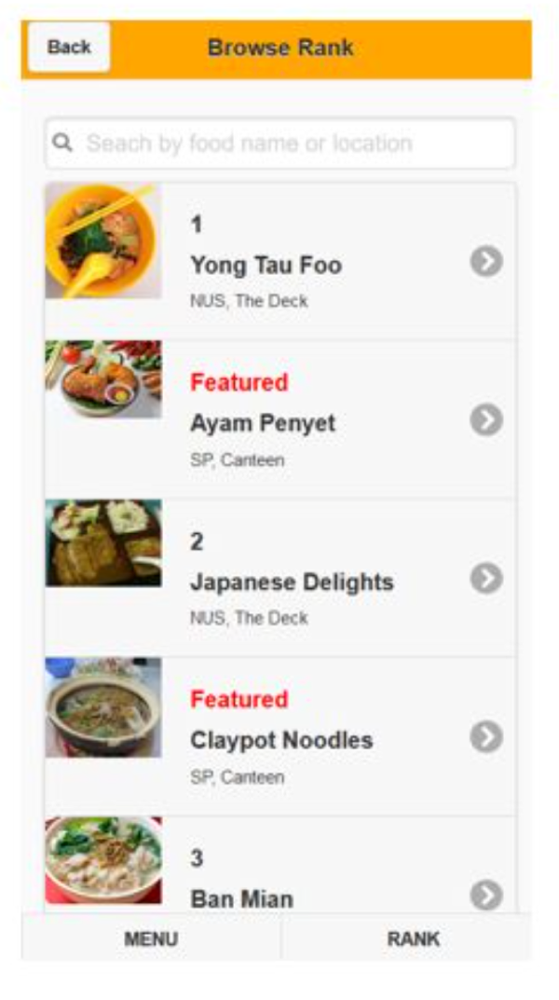 Back
Browse Rank
Seach by food name or location
1
Yong Tau Foo
NUS, The Deck
Featured
Ayam Penyet
SP, Canteen
2
Japanese Delights
NUS, The Deck
Featured
Claypot Noodles
SP, Canteen
3
Ban Mian
MENU
RANK